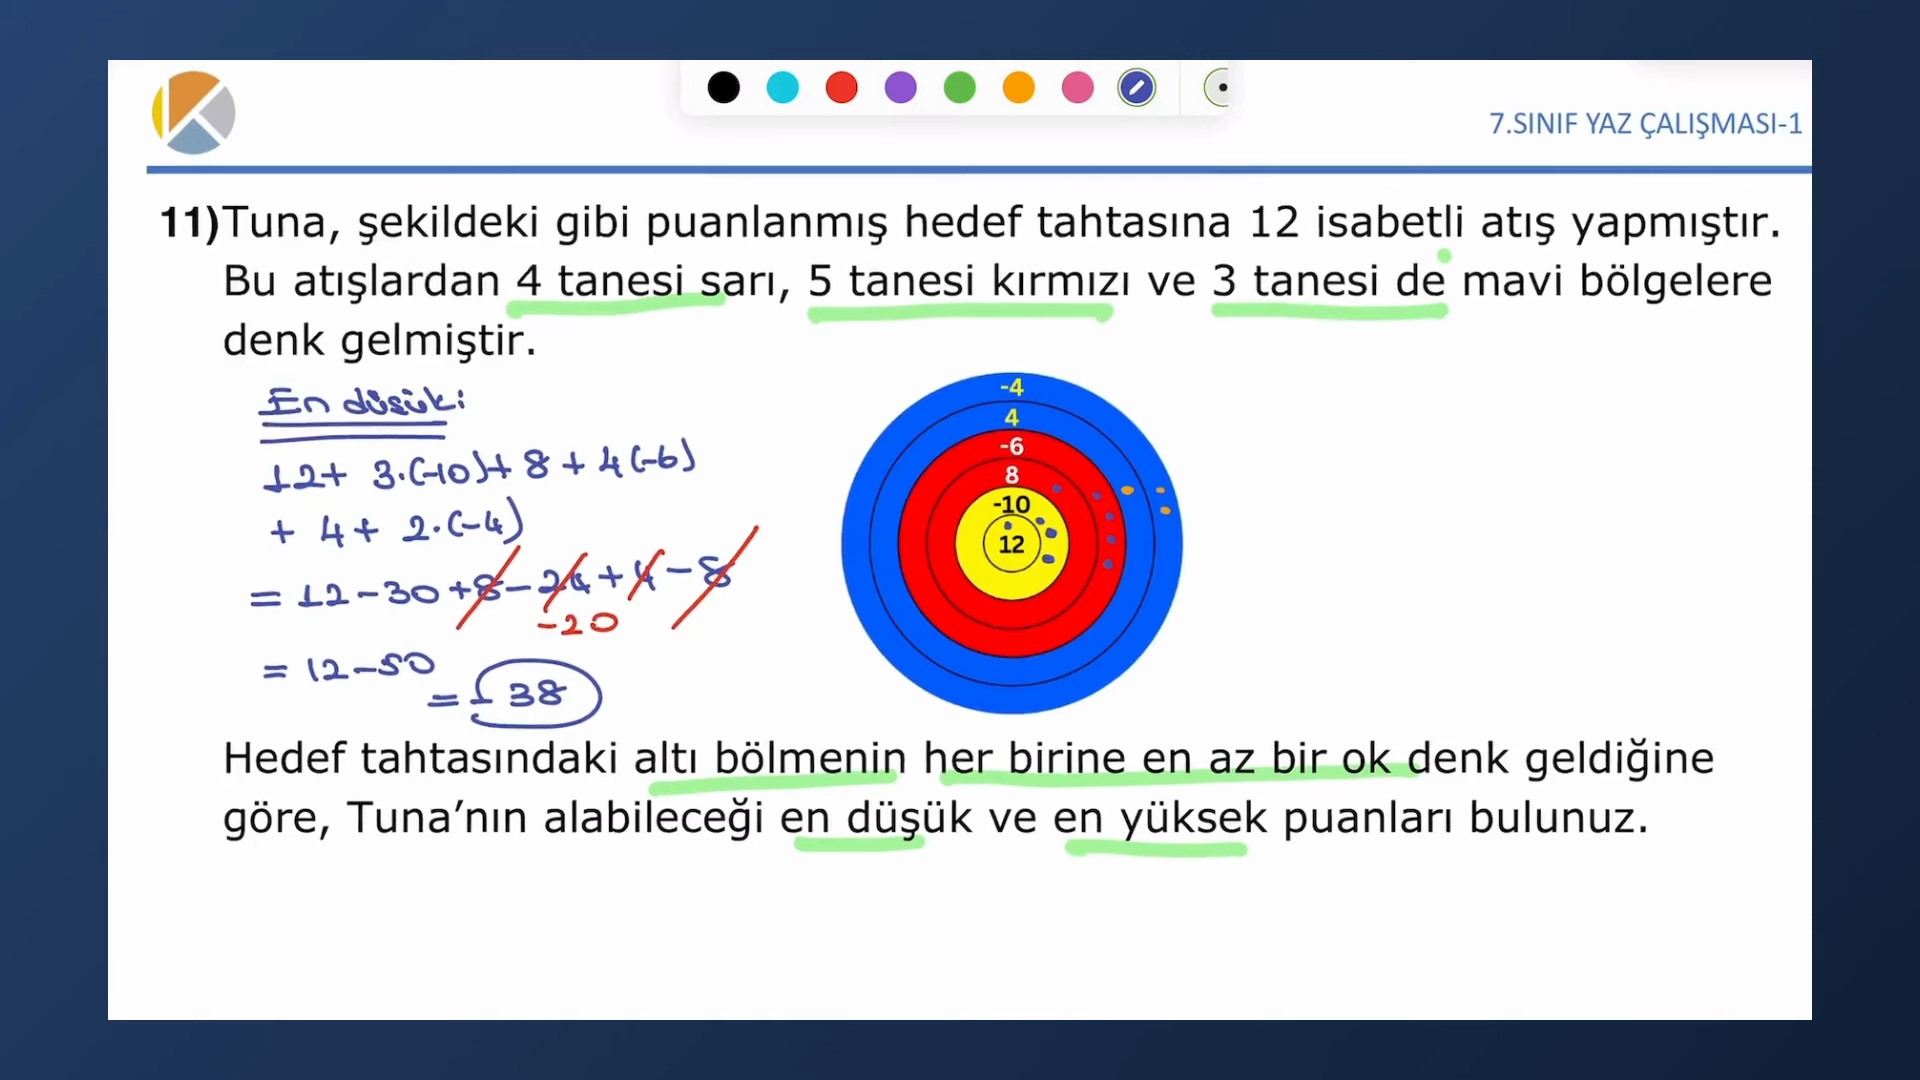 7.SINIF YAZ ÇALIŞMASI-1
11)Tuna, şekildeki gibi puanlanmış hedef tahtasına 12 isabetli atış yapmıştır.
Bu atışlardan 4 tanesi sarı, 5 tanesi kırmızı ve 3 tanesi de mavi bölgelere
denk gelmiştir.
En düşük:
12+ 3.(-10)+ 8 + 4(-6)
+ 4+ 2.(-4)
= 12-30+8-24+4-8
-20
= 12-50
= -38
-4
4
-6
8
-10
12
Hedef tahtasındaki altı bölmenin her birine en az bir ok denk geldiğine
göre, Tuna’nın alabileceği en düşük ve en yüksek puanları bulunuz.